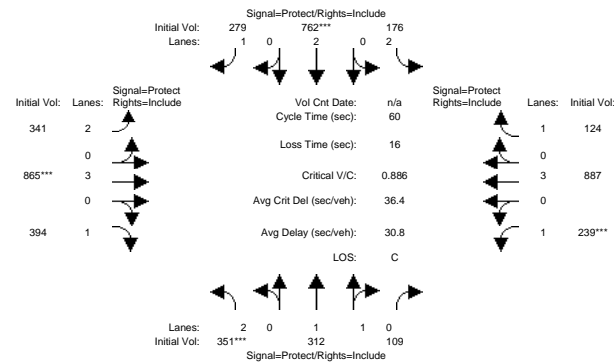 Signal=Protect/Rights=Include
Initial Vol: 279 762*** 176
Lanes: 1 0 2 0 2
Signal=Protect
Initial Vol: Lanes: Rights=Include
Vol Cnt Date: n/a
Signal=Protect
Rights=Include Lanes: Initial Vol:
Cycle Time (sec): 60
341 2
1 124
Loss Time (sec): 16
0
0
865*** 3
Critical V/C: 0.886
3 887
0
Avg Crit Del (sec/veh): 36.4
0
394 1
Avg Delay (sec/veh): 30.8
1 239***
LOS: C
Lanes: 2 0 1 1 0
Initial Vol: 351*** 312 109
Signal=Protect/Rights=Include